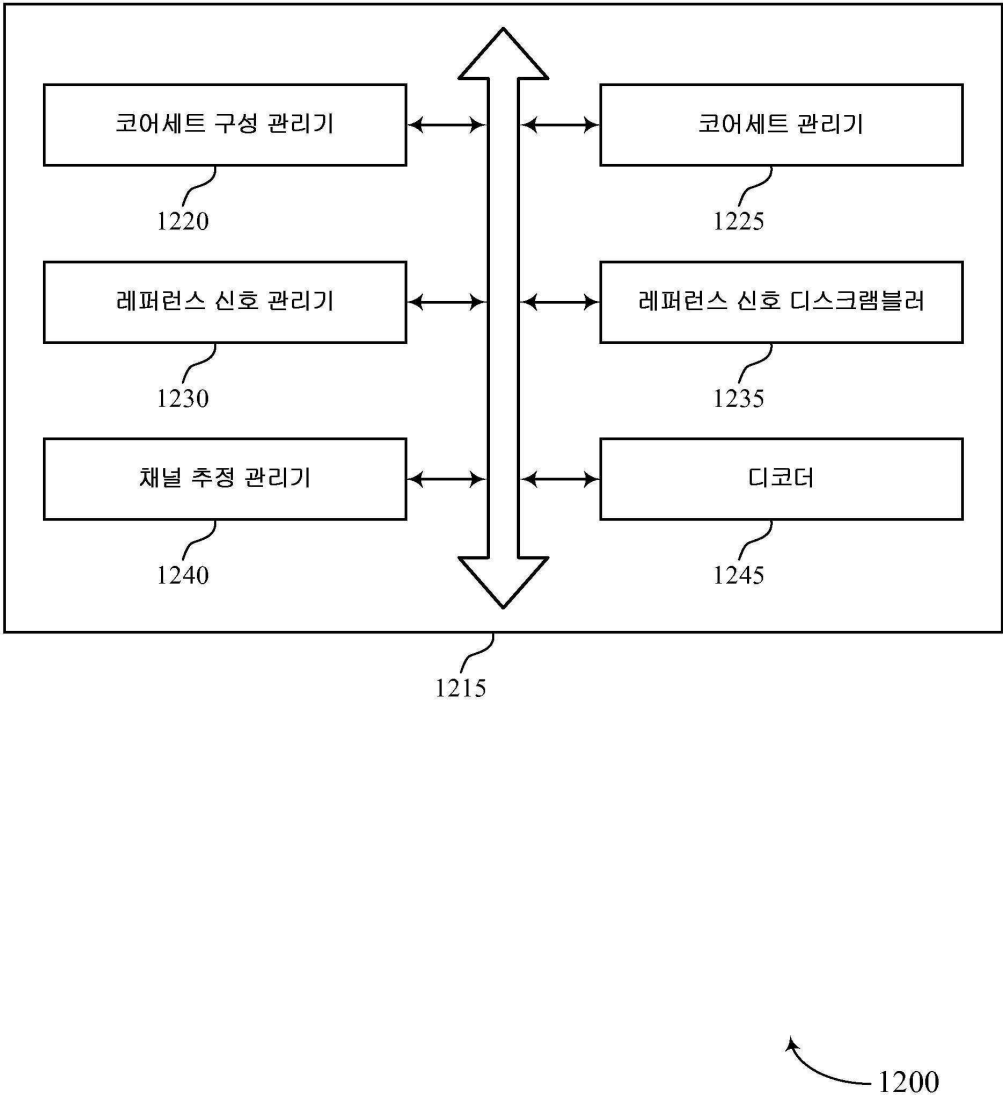 코어세트 구성 관리기
코어세트 관리기
1220
1225
레퍼런스 신호 관리기
레퍼런스 신호 디스크램블러
1230
1235
채널 추정 관리기
디코더
1240
1245
1215
1200